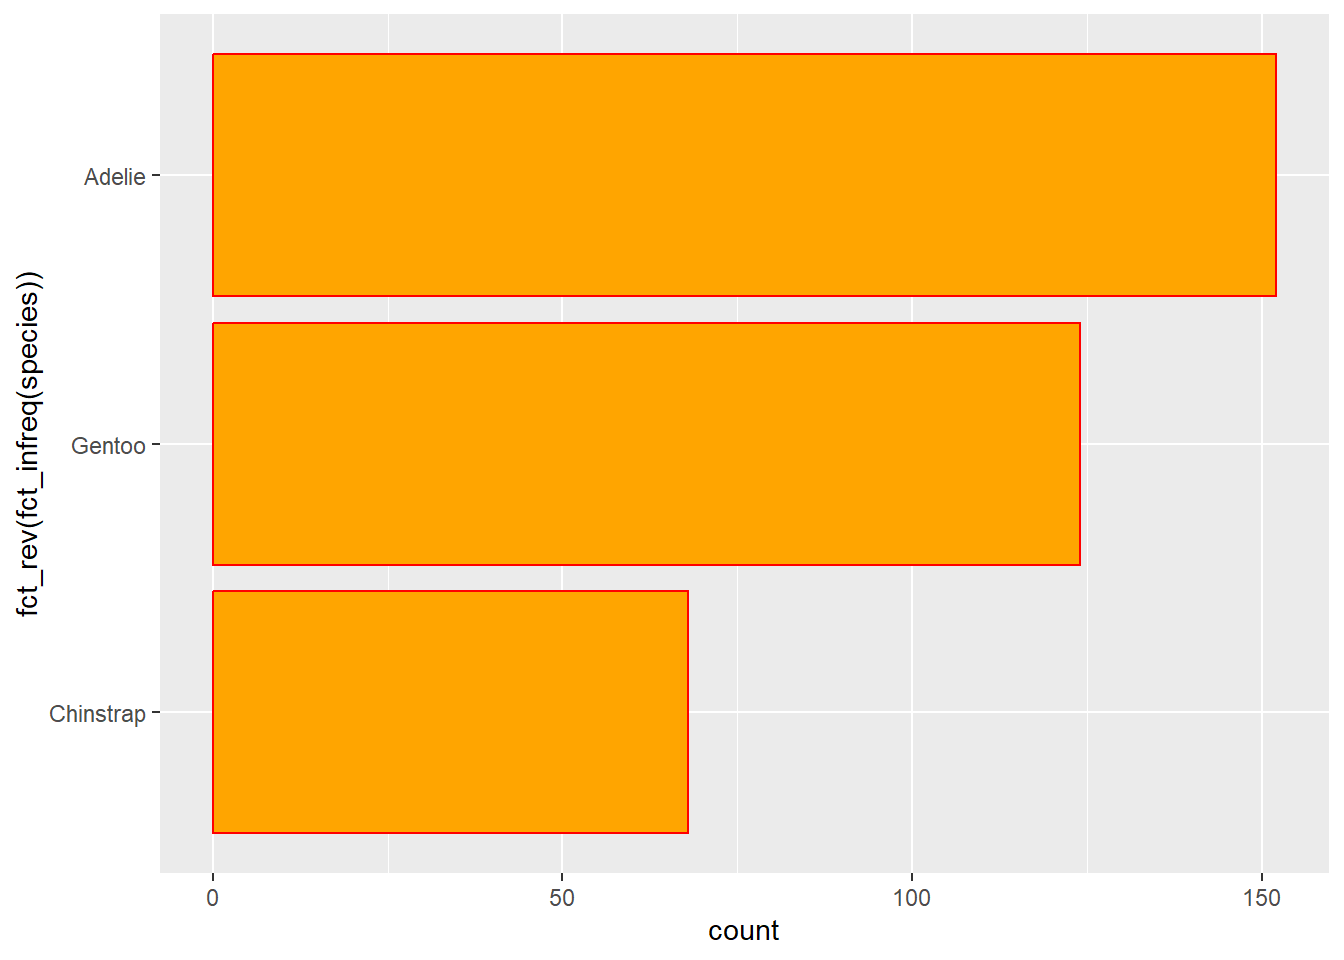 fct_rev(fct_infreq(species))
Adelie
Gentoo
Chinstrap
0 50 100 150
count